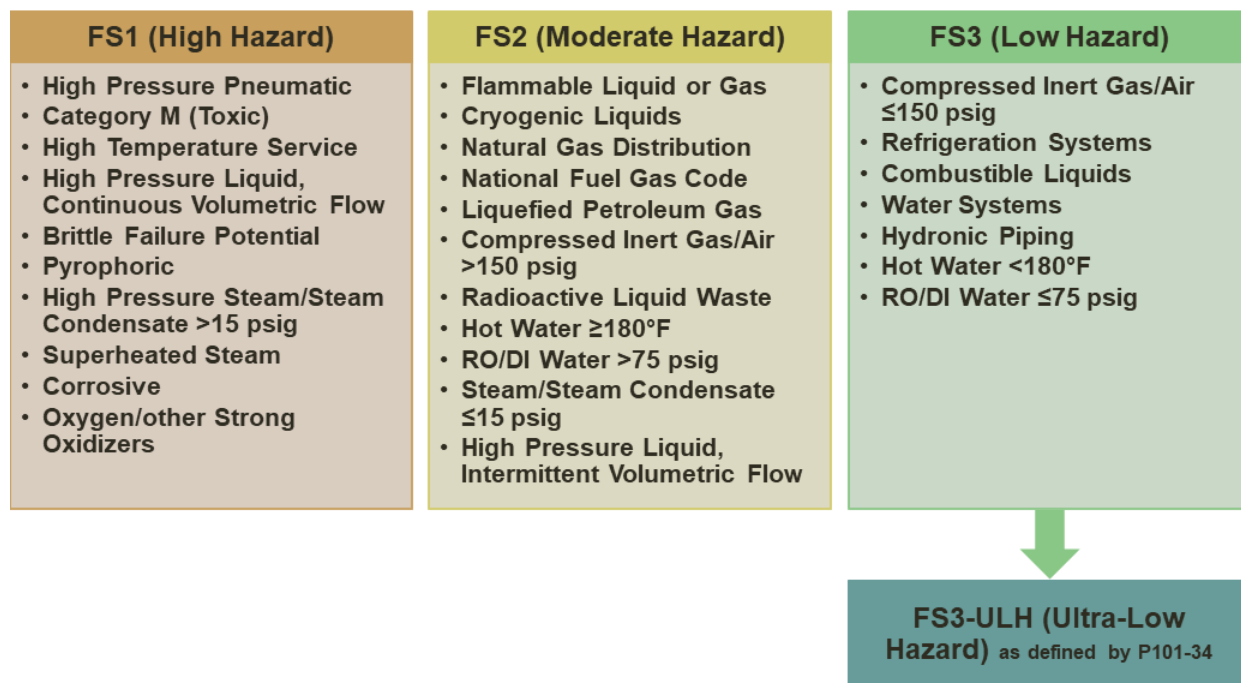 FS1 (High Hazard)
• High Pressure Pneumatic
• Category M (Toxic)
• High Temperature Service
• High Pressure Liquid,
Continuous Volumetric Flow
• Brittle Failure Potential
• Pyrophoric
• High Pressure Steam/Steam
Condensate >15 psig
• Superheated Steam
• Corrosive
• Oxygen/other Strong
Oxidizers
FS2 (Moderate Hazard)
• Flammable Liquid or Gas
• Cryogenic Liquids
• Natural Gas Distribution
• National Fuel Gas Code
• Liquefied Petroleum Gas
• Compressed Inert Gas/Air
>150 psig
• Radioactive Liquid Waste
• Hot Water ≥180°F
• RO/DI Water >75 psig
• Steam/Steam Condensate
≤15 psig
• High Pressure Liquid,
Intermittent Volumetric Flow
FS3 (Low Hazard)
• Compressed Inert Gas/Air
≤150 psig
• Refrigeration Systems
• Combustible Liquids
• Water Systems
• Hydronic Piping
• Hot Water <180°F
• RO/DI Water ≤75 psig
FS3-ULH (Ultra-Low
Hazard) as defined by P101-34